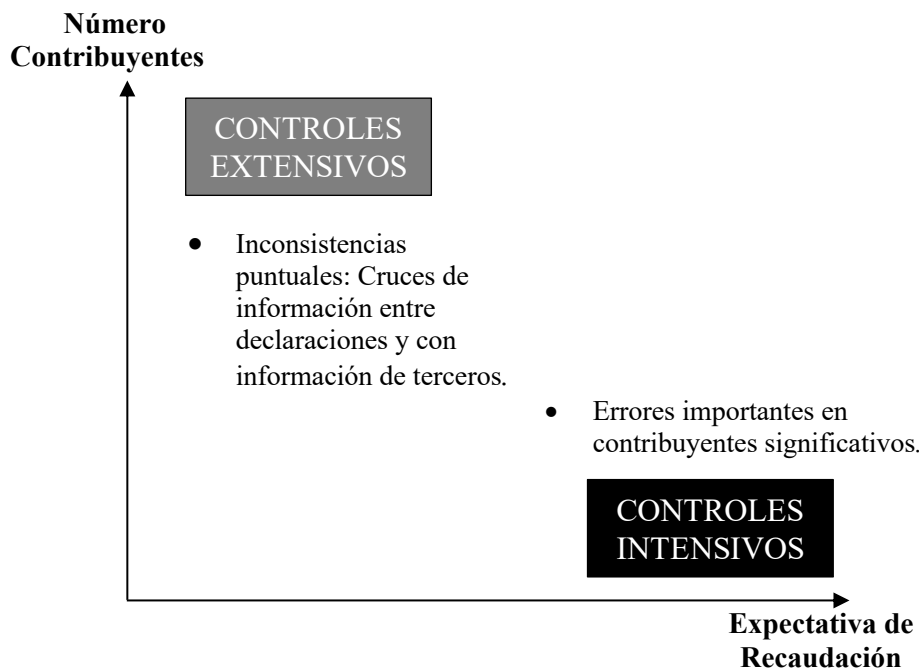 Número
Contribuyentes
CONTROLES
EXTENSIVOS
• Inconsistencias
puntuales: Cruces de
información entre
declaraciones y con
información de terceros.
• Errores importantes en
contribuyentes significativos.
CONTROLES
INTENSIVOS
Expectativa de
Recaudación